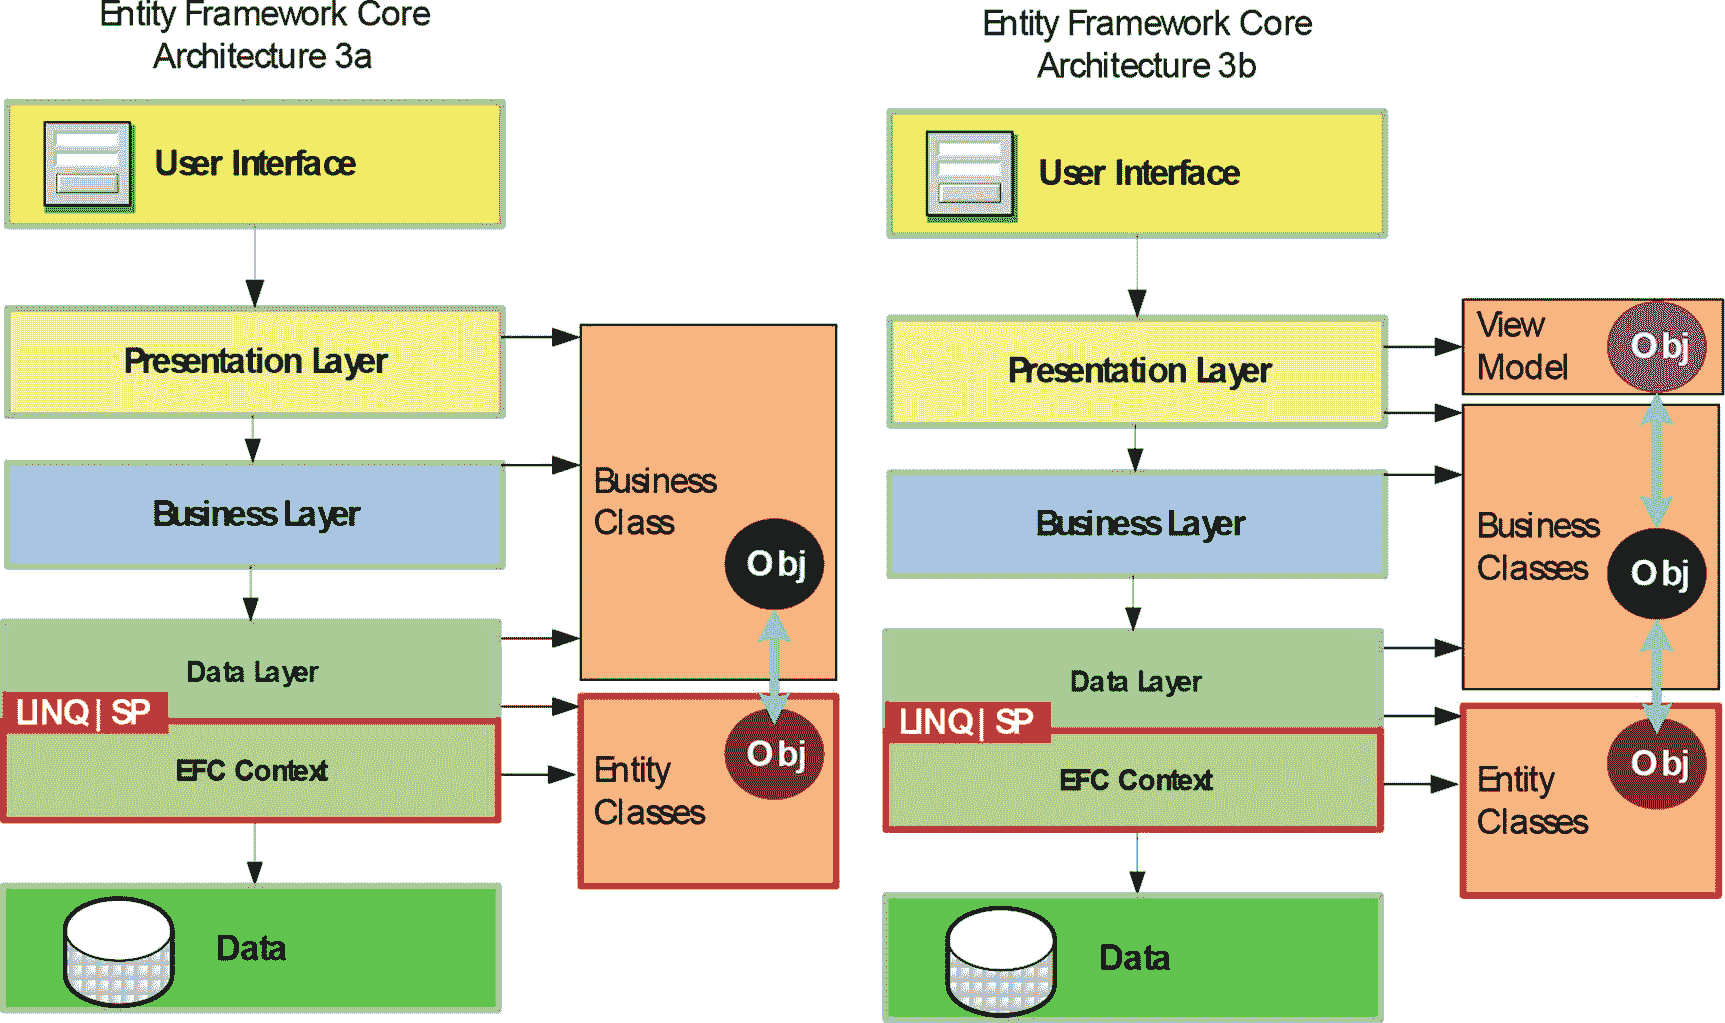 Entity Framework Core
Architecture 3a
User Interface
Presentation Layer
Business Layer
Data Layer
LINQ | SP
EFC Context
Data
Business
Class
Obj
Obj
Entity
Classes
Entity Framework Core
Architecture 3b
User Interface
Presentation Layer
Business Layer
Data Layer
LINQ | SP
EFC Context
Data
View
Model
Obj
Business
Classes
Obj
Obj
Entity
Classes